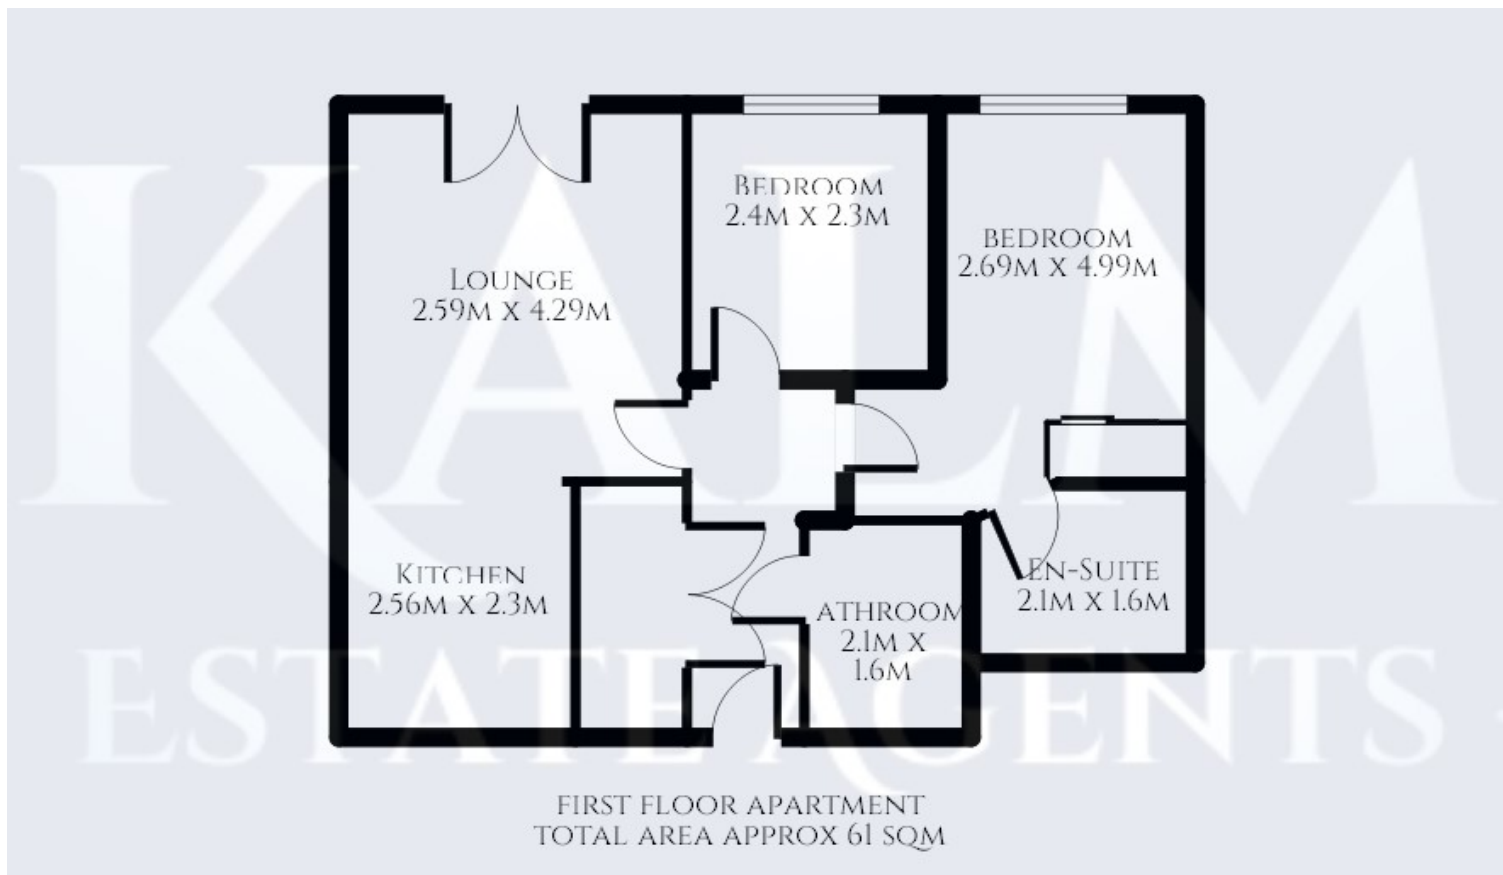 BEDROOM
2.4M X 2.3M
BEDROOM
2.69M X 4.99M
LOUNGE
2.59M X 4.29M
KITCHEN
2.56M X 2.3M
EN-SUITE
2.1M X 1.6M
ATHROOM
2.1M X
1.6M
KALM
ESTATE AGENTS
FIRST FLOOR APARTMENT
TOTAL AREA APPROX 61 SQM